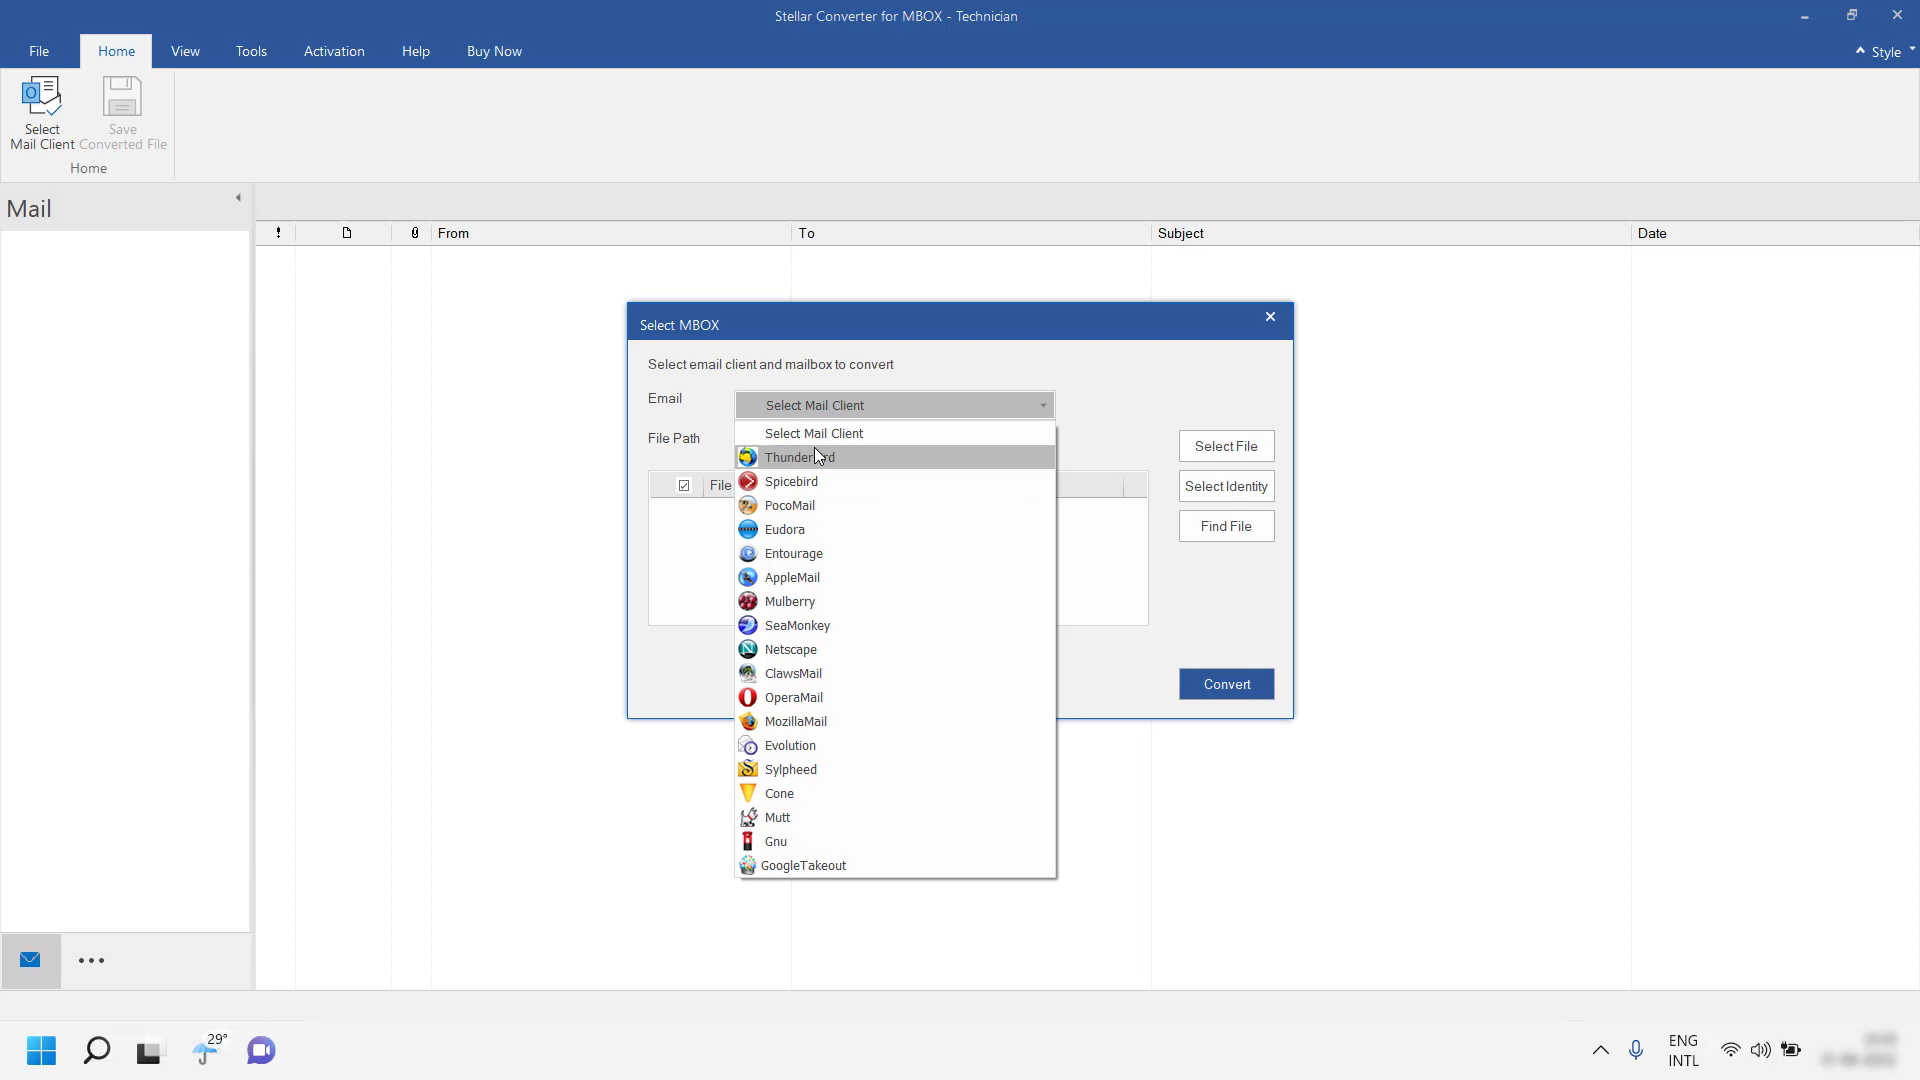 Stellar Converter for MBOX - Technician
File Home View Tools Activation Help Buy Now Style
Select
Mail Client
Save
Converted File
Home
Mail
! From To Subject Date
Select MBOX
Select email client and mailbox to convert
Email
Select Mail Client
File Path
Select Mail Client
Thunderbird
Spicebird
PocoMail
Eudora
Entourage
AppleMail
Mulberry
SeaMonkey
Netscape
ClawsMail
OperaMail
MozillaMail
Evolution
Sylpheed
Cone
Mutt
Gnu
GoogleTakeout
File
Select File
Select Identity
Find File
Convert
29°
ENG
INTL